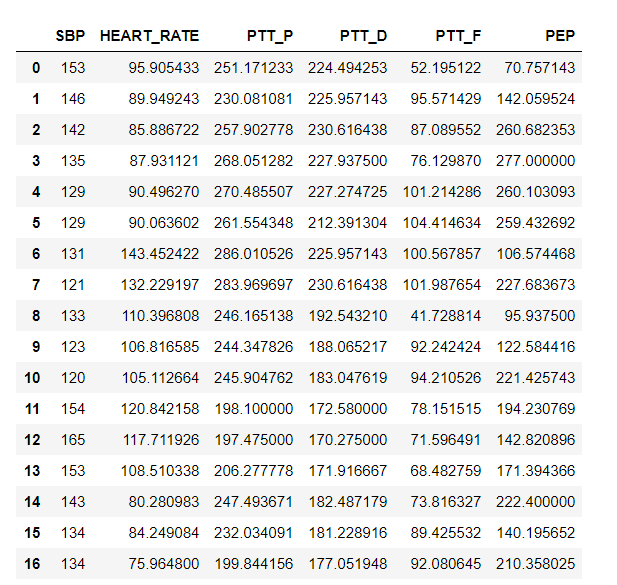 SBP HEART_RATE PTT_P PTT_D PTT_F PEP
0 153 95.905433 251.171233 224.494253 52.195122 70.757143
1 146 89.949243 230.081081 225.957143 95.571429 142.059524
2 142 85.886722 257.902778 230.616438 87.089552 260.682353
3 135 87.931121 268.051282 227.937500 76.129870 277.000000
4 129 90.496270 270.485507 227.274725 101.214286 260.103093
5 129 90.063602 261.554348 212.391304 104.414634 259.432692
6 131 143.452422 286.010526 225.957143 100.567857 106.574468
7 121 132.229197 283.969697 230.616438 101.987654 227.683673
8 133 110.396808 246.165138 192.543210 41.728814 95.937500
9 123 106.816585 244.347826 188.065217 92.242424 122.584416
10 120 105.112664 245.904762 183.047619 94.210526 221.425743
11 154 120.842158 198.100000 172.580000 78.151515 194.230769
12 165 117.711926 197.475000 170.275000 71.596491 142.820896
13 153 108.510338 206.277778 171.916667 68.482759 171.394366
14 143 80.280983 247.493671 182.487179 73.816327 222.400000
15 134 84.249084 232.034091 181.228916 89.425532 140.195652
16 134 75.964800 199.844156 177.051948 92.080645 210.358025